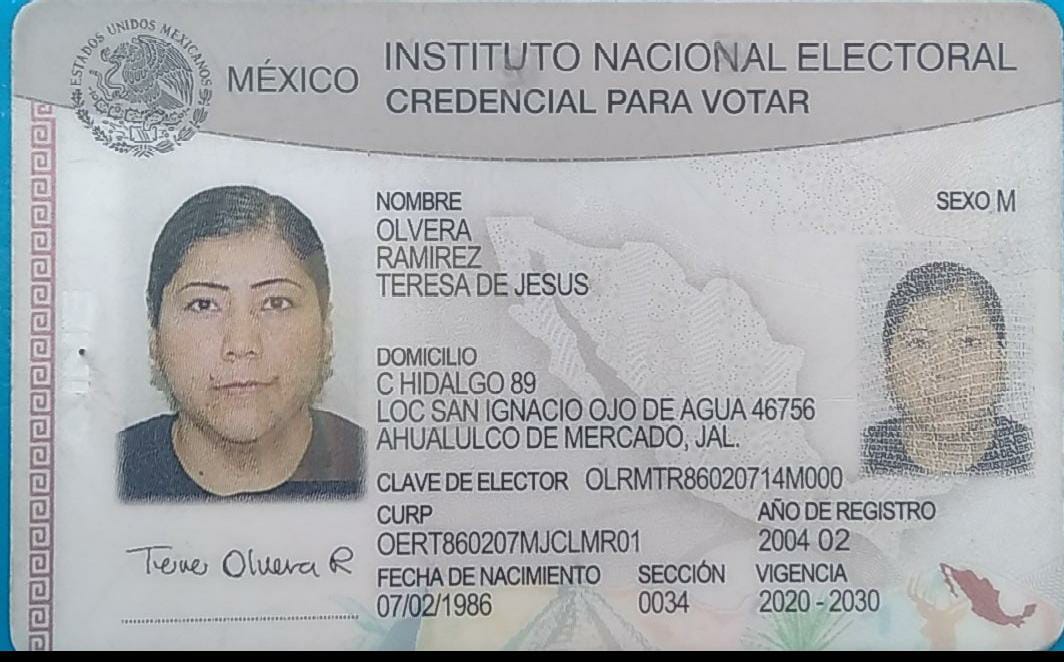 ESTADOS UNIDOS MEXICANOS
MÉXICO
INSTITUTO NACIONAL ELECTORAL
CREDENCIAL PARA VOTAR
NOMBRE
OLVERA
RAMIREZ
TERESA DE JESUS
SEXO M
DOMICILIO
C HIDALGO 89
LOC SAN IGNACIO OJO DE AGUA 46756
AHUALULCO DE MERCADO, JAL.
CLAVE DE ELECTOR OLRMTR86020714M000
CURP
OERT860207MJCLMR01
AÑO DE REGISTRO
2004 02
FECHA DE NACIMIENTO
07/02/1986
SECCIÓN
0034
VIGENCIA
2020 - 2030
Olvera R